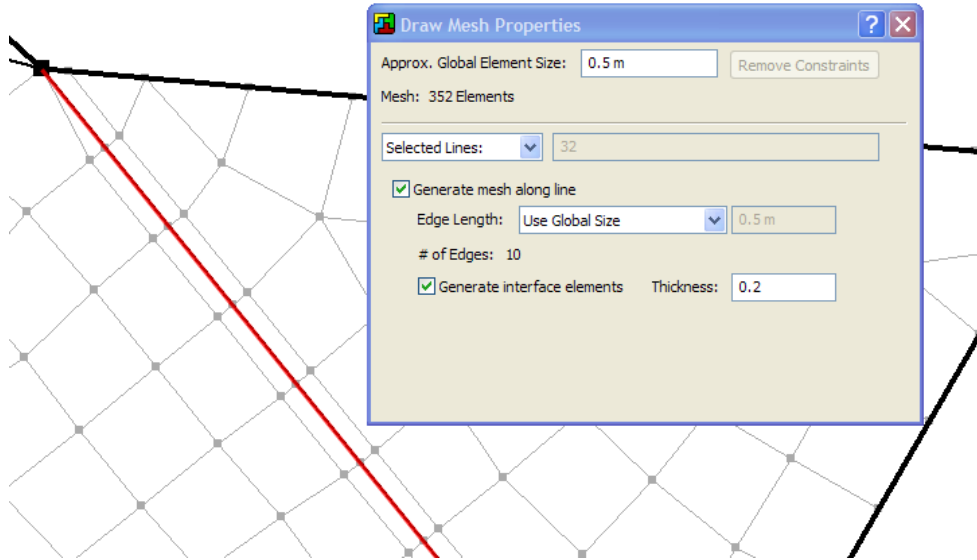 Draw Mesh Properties
Approx. Global Element Size: 0.5 m Remove Constraints
Mesh: 352 Elements
Selected Lines: 32
Generate mesh along line
Edge Length: Use Global Size 0.5 m
# of Edges: 10
Generate interface elements Thickness: 0.2